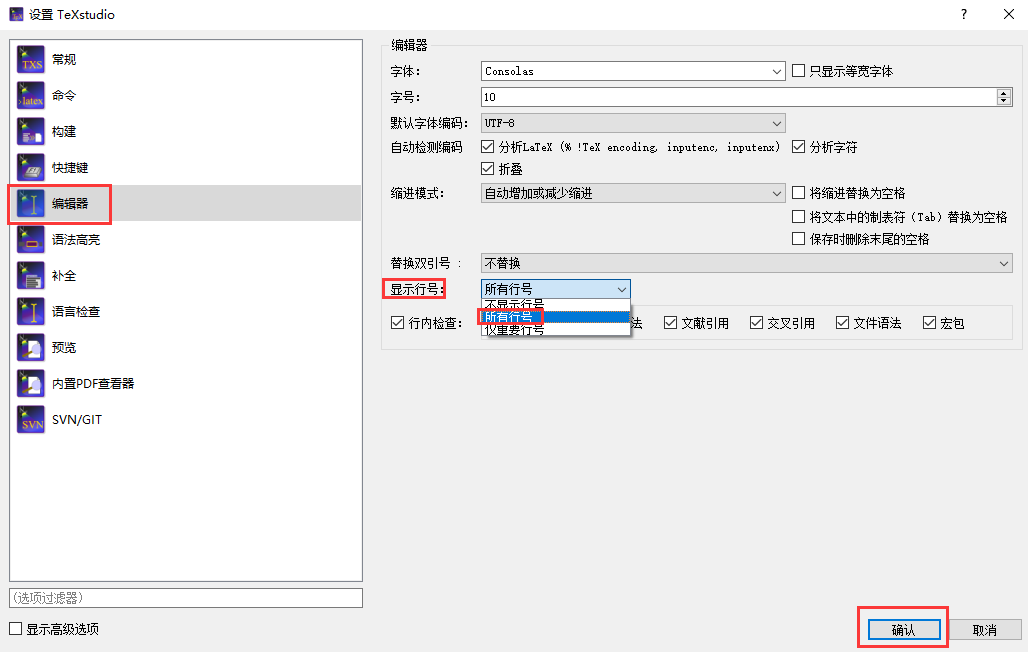 设置 TeXstudio
?
常规
命令
构建
快捷键
编辑器
语法高亮
补全
语言检查
预览
内置PDF查看器
SVN/GIT
(选项过滤器)
显示高级选项
编辑器
字体: Consolas 只显示等宽字体
字号: 10
默认字体编码: UTF-8
自动检测编码 分析LaTeX (% !TeX encoding, inputenc, inputenx) 分析字符
折叠
缩进模式: 自动增加或减少缩进 将缩进替换为空格
将文本中的制表符 (Tab) 替换为空格
保存时删除末尾的空格
替换双引号 : 不替换
显示行号: 所有行号
不显示行号
所有行号
仅重要行号
行内检查: 法 文献引用 交叉引用 文件语法 宏包
确认 取消